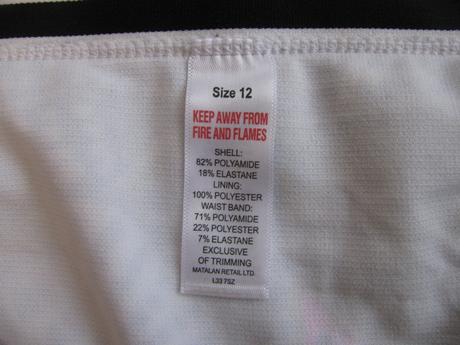 Size 12
KEEP AWAY FROM
FIRE AND FLAMES
SHELL:
82% POLYAMIDE
18% ELASTANE
LINING:
100% POLYESTER
WAIST BAND:
71% POLYAMIDE
22% POLYESTER
7% ELASTANE
EXCLUSIVE
OF TRIMMING
MATALAN RETAIL LTD.
L33 7SZ